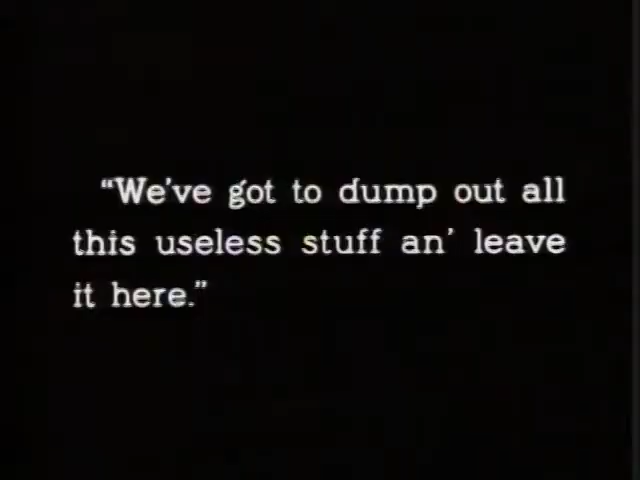 “We’ve got to dump out all
this useless stuff an’ leave
it here.”